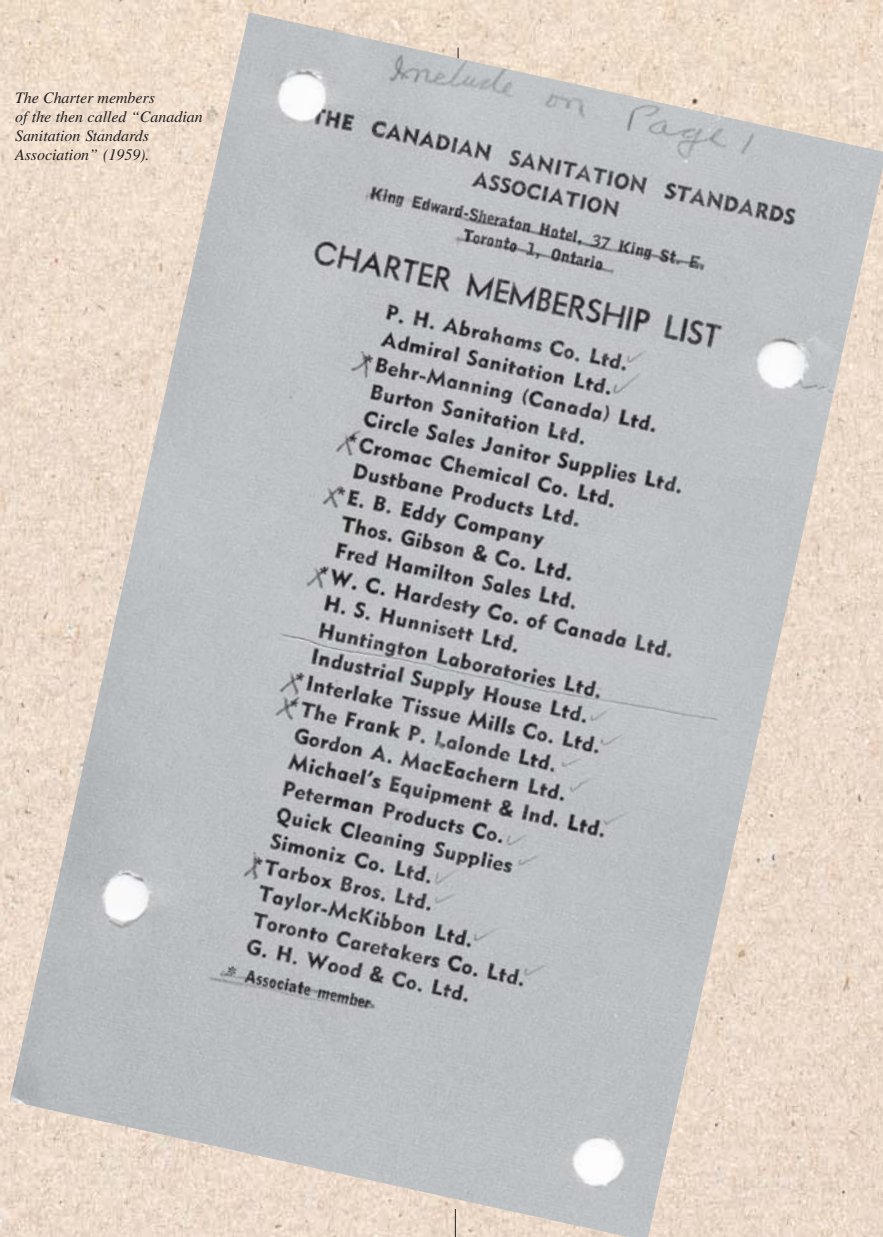 The Charter members
of the then called “Canadian
Sanitation Standards
Association” (1959).
Include on Page 1
THE CANADIAN SANITATION STANDARDS
ASSOCIATION
King Edward-Sheraton Hotel, 37 King St. E.
Toronto 1, Ontario
CHARTER MEMBERSHIP LIST
P. H. Abrahams Co. Ltd.
Admiral Sanitation Ltd.
*Behr-Manning (Canada) Ltd.
Burton Sanitation Ltd.
Circle Sales Janitor Supplies Ltd.
*Cromac Chemical Co. Ltd.
Dustbane Products Ltd.
*E. B. Eddy Company
Thos. Gibson & Co. Ltd.
Fred Hamilton Sales Ltd.
*W. C. Hardesty Co. of Canada Ltd.
H. S. Hunnisett Ltd.
Huntington Laboratories Ltd.
Industrial Supply House Ltd.
*Interlake Tissue Mills Co. Ltd.
*The Frank P. Lalonde Ltd.
Gordon A. MacEachern Ltd.
Michael's Equipment & Ind. Ltd.
Peterman Products Co.
Quick Cleaning Supplies
Simoniz Co. Ltd.
*Tarbox Bros. Ltd.
Taylor-McKibbon Ltd.
Toronto Caretakers Co. Ltd.
G. H. Wood & Co. Ltd.
* Associate member